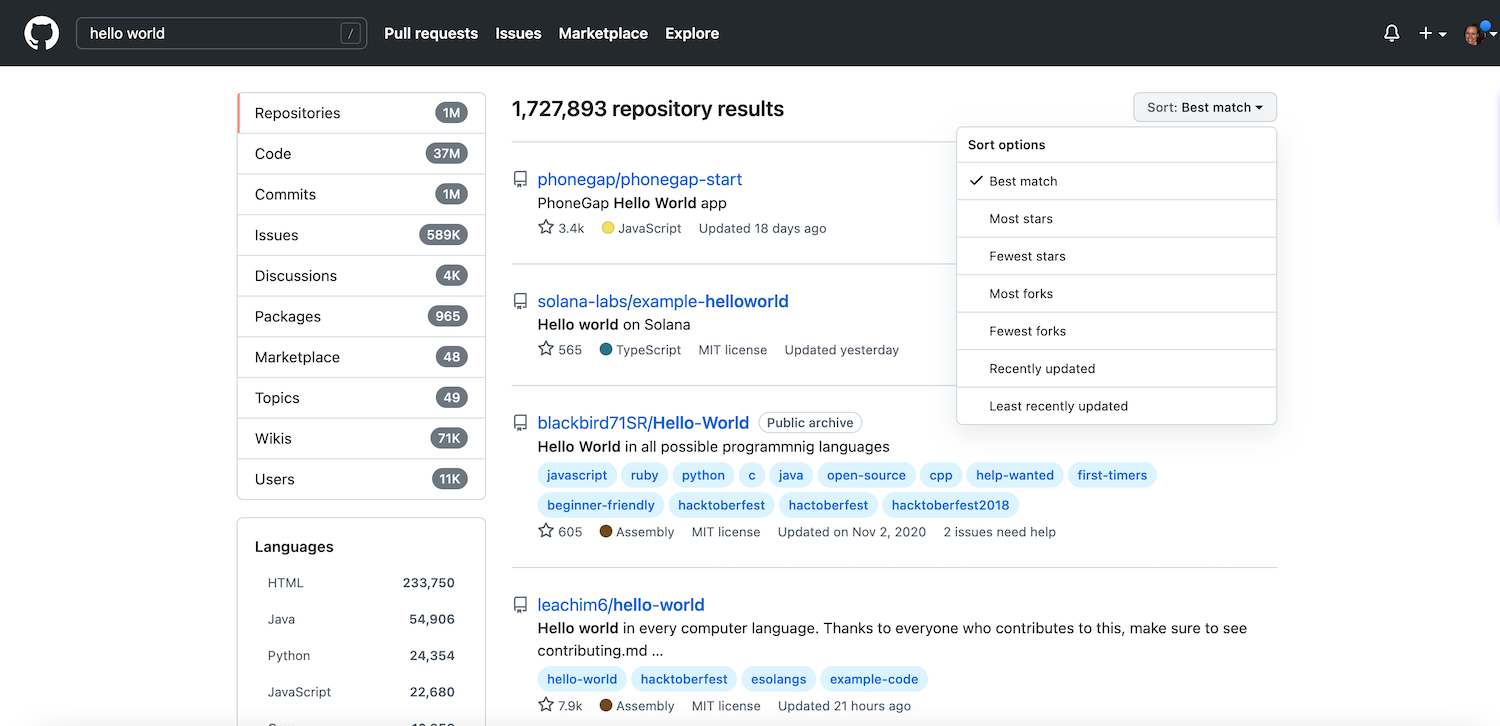 hello world / Pull requests Issues Marketplace Explore
Repositories 1M
Code 37M
Commits 1M
Issues 589K
Discussions 4K
Packages 965
Marketplace 48
Topics 49
Wikis 71K
Users 11K
Languages
HTML 233,750
Java 54,906
Python 24,354
JavaScript 22,680
1,727,893 repository results
Sort: Best match
Sort options
Best match
Most stars
Fewest stars
Most forks
Fewest forks
Recently updated
Least recently updated
phonegap/phonegap-start
PhoneGap Hello World app
3.4k JavaScript Updated 18 days ago
solana-labs/example-helloworld
Hello world on Solana
565 TypeScript MIT license Updated yesterday
blackbird71SR/Hello-World Public archive
Hello World in all possible programmnig languages
javascript ruby python c java open-source cpp help-wanted first-timers
beginner-friendly hacktoberfest hactoberfest hacktoberfest2018
605 Assembly MIT license Updated on Nov 2, 2020 2 issues need help
leachim6/hello-world
Hello world in every computer language. Thanks to everyone who contributes to this, make sure to see
contributing.md ...
hello-world hacktoberfest esolangs example-code
7.9k Assembly MIT license Updated 21 hours ago